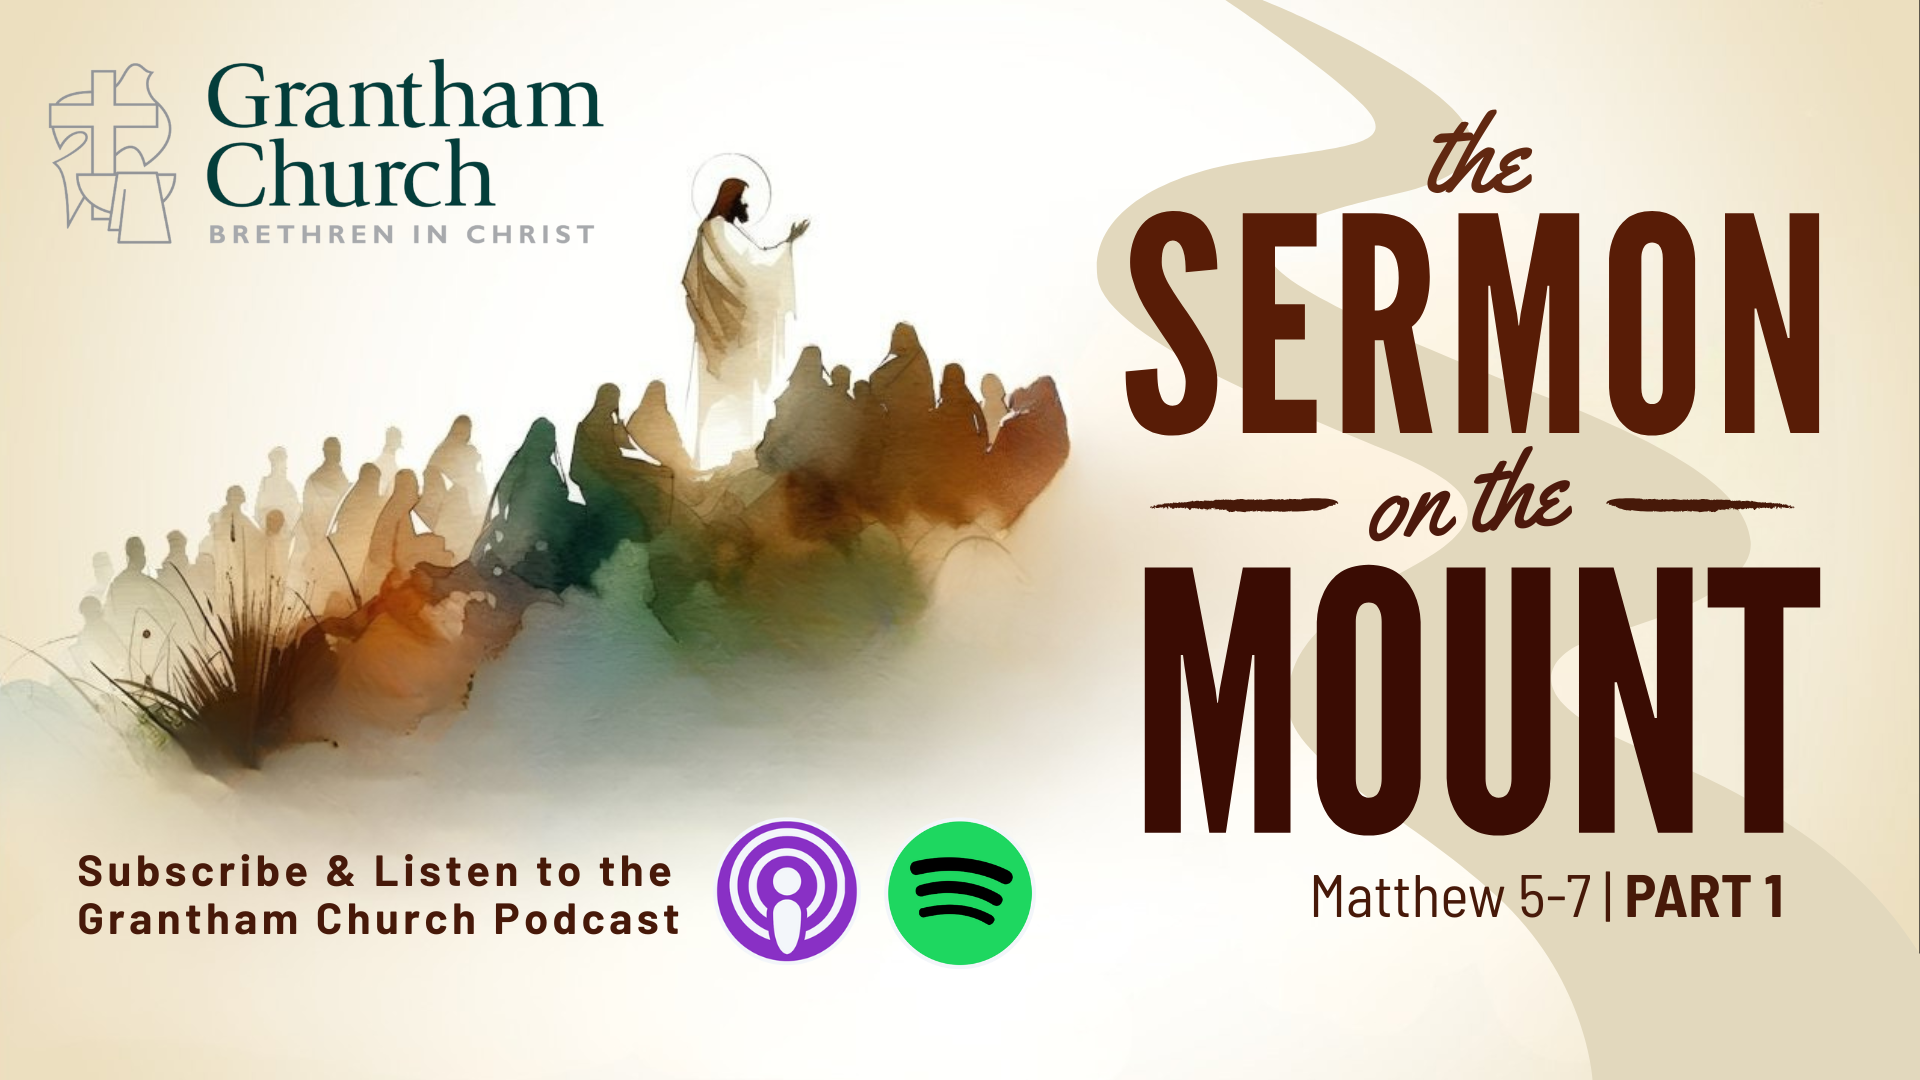 Grantham
Church
BRETHREN IN CHRIST
the
SERMON
on the
MOUNT
Matthew 5-7 | PART 1
Subscribe & Listen to the
Grantham Church Podcast